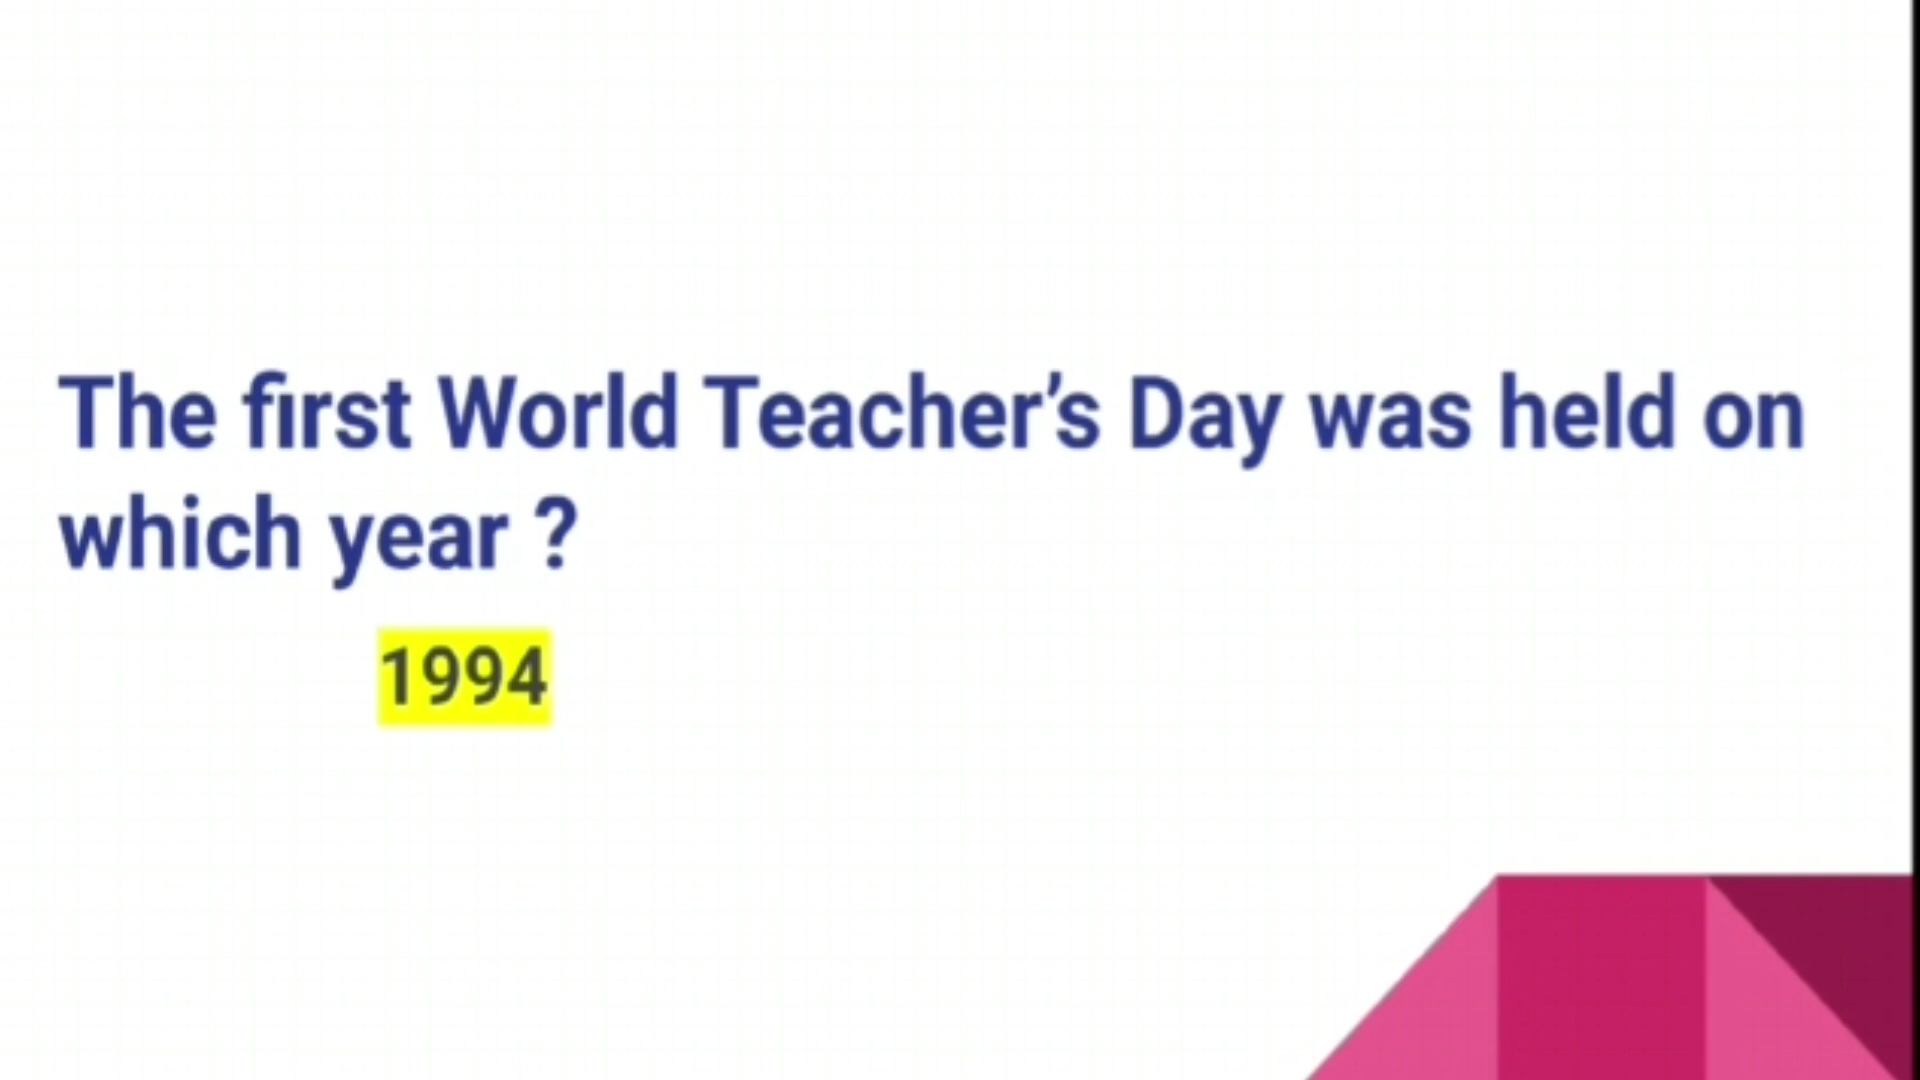 The first World Teacher’s Day was held on
which year ?
1994